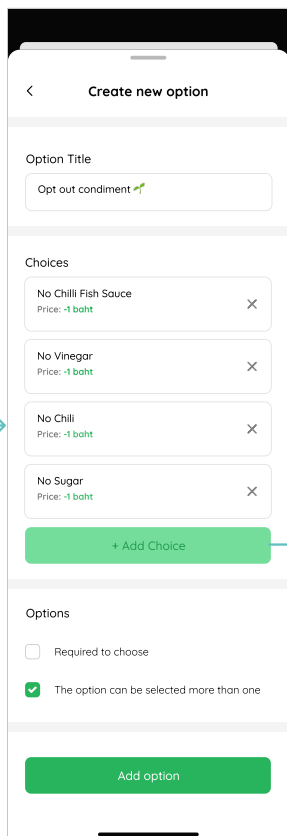 Create new option
Option Title
Opt out condiment🌱
Choices
No Chilli Fish Sauce
Price: -1 baht
No Vinegar
Price: -1 baht
No Chili
Price: -1 baht
No Sugar
Price: -1 baht
+ Add Choice
Options
Required to choose
The option can be selected more than one
Add option